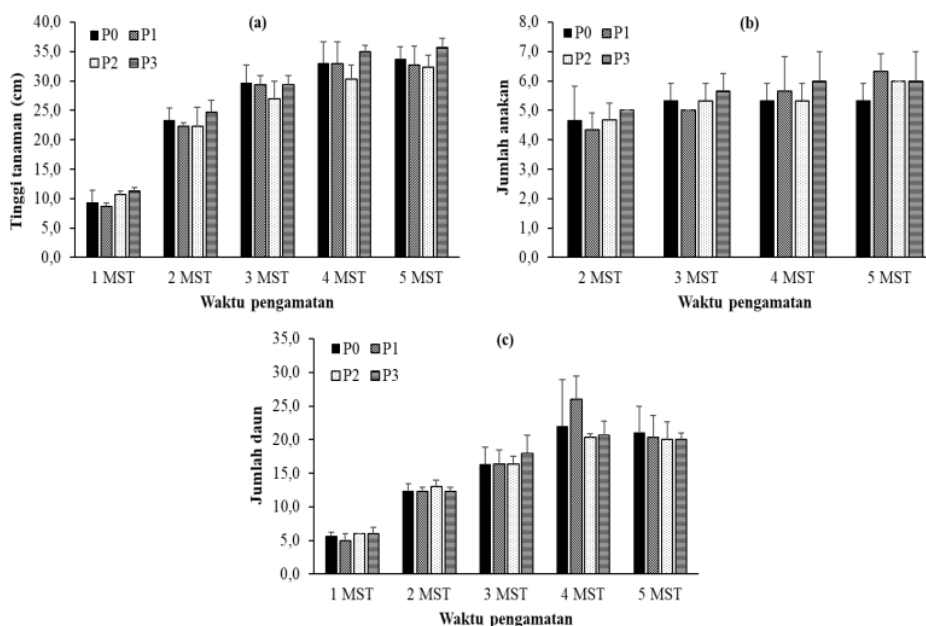 (a)
P0 P1
P2 P3
Tinggi tanaman (cm)
40,0
35,0
30,0
25,0
20,0
15,0
10,0
5,0
0,0
1 MST 2 MST 3 MST 4 MST 5 MST
Waktu pengamatan
(b)
P0 P1
P2 P3
Jumlah anakan
8,0
7,0
6,0
5,0
4,0
3,0
2,0
1,0
0,0
2 MST 3 MST 4 MST 5 MST
Waktu pengamatan
(c)
P0 P1
P2 P3
Jumlah daun
35,0
30,0
25,0
20,0
15,0
10,0
5,0
0,0
1 MST 2 MST 3 MST 4 MST 5 MST
Waktu pengamatan